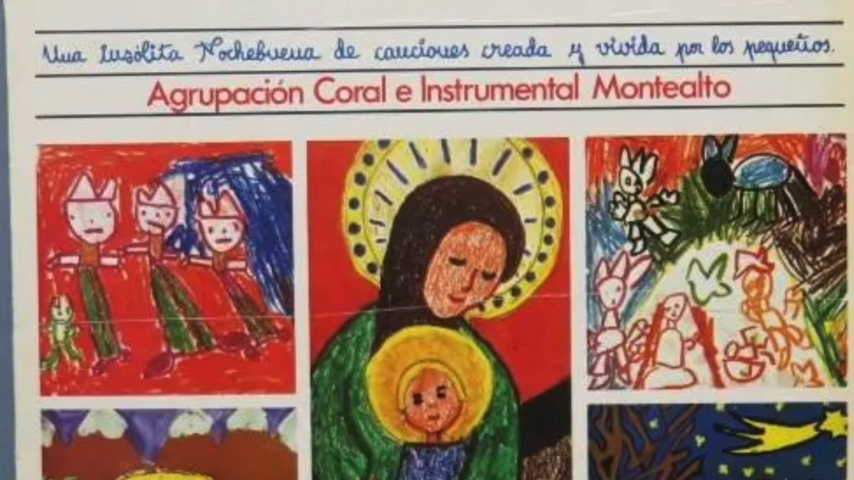 Una insólita Nochebuena de canciones creada y vivida por los pequeños.
Agrupación Coral e Instrumental Montealto